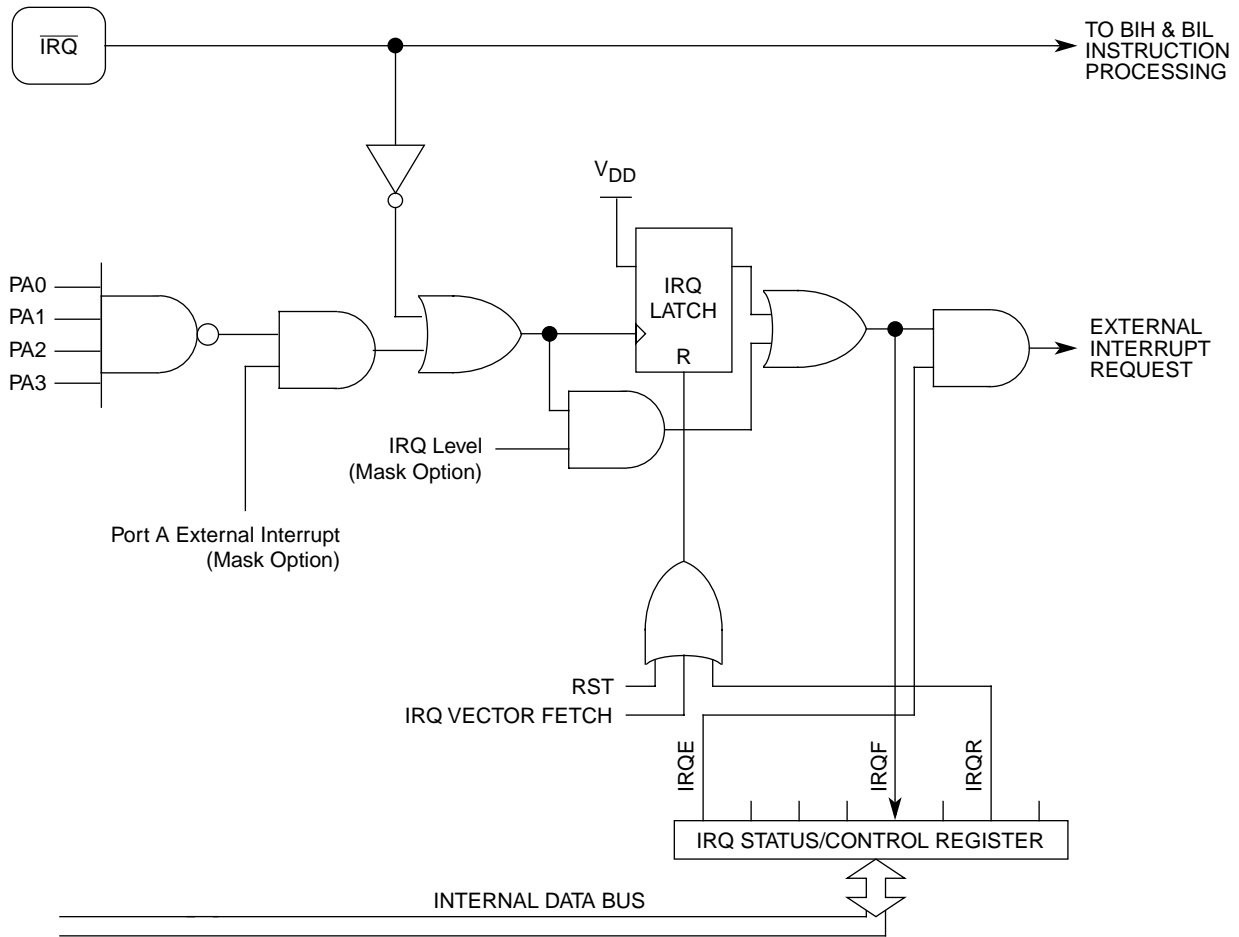 IRQ
TO BIH & BIL
INSTRUCTION
PROCESSING
VDD
PA0
PA1
PA2
PA3
IRQ
LATCH
R
EXTERNAL
INTERRUPT
REQUEST
IRQ Level
(Mask Option)
Port A External Interrupt
(Mask Option)
RST
IRQ VECTOR FETCH
IRQE
IRQF
IRQR
IRQ STATUS/CONTROL REGISTER
INTERNAL DATA BUS